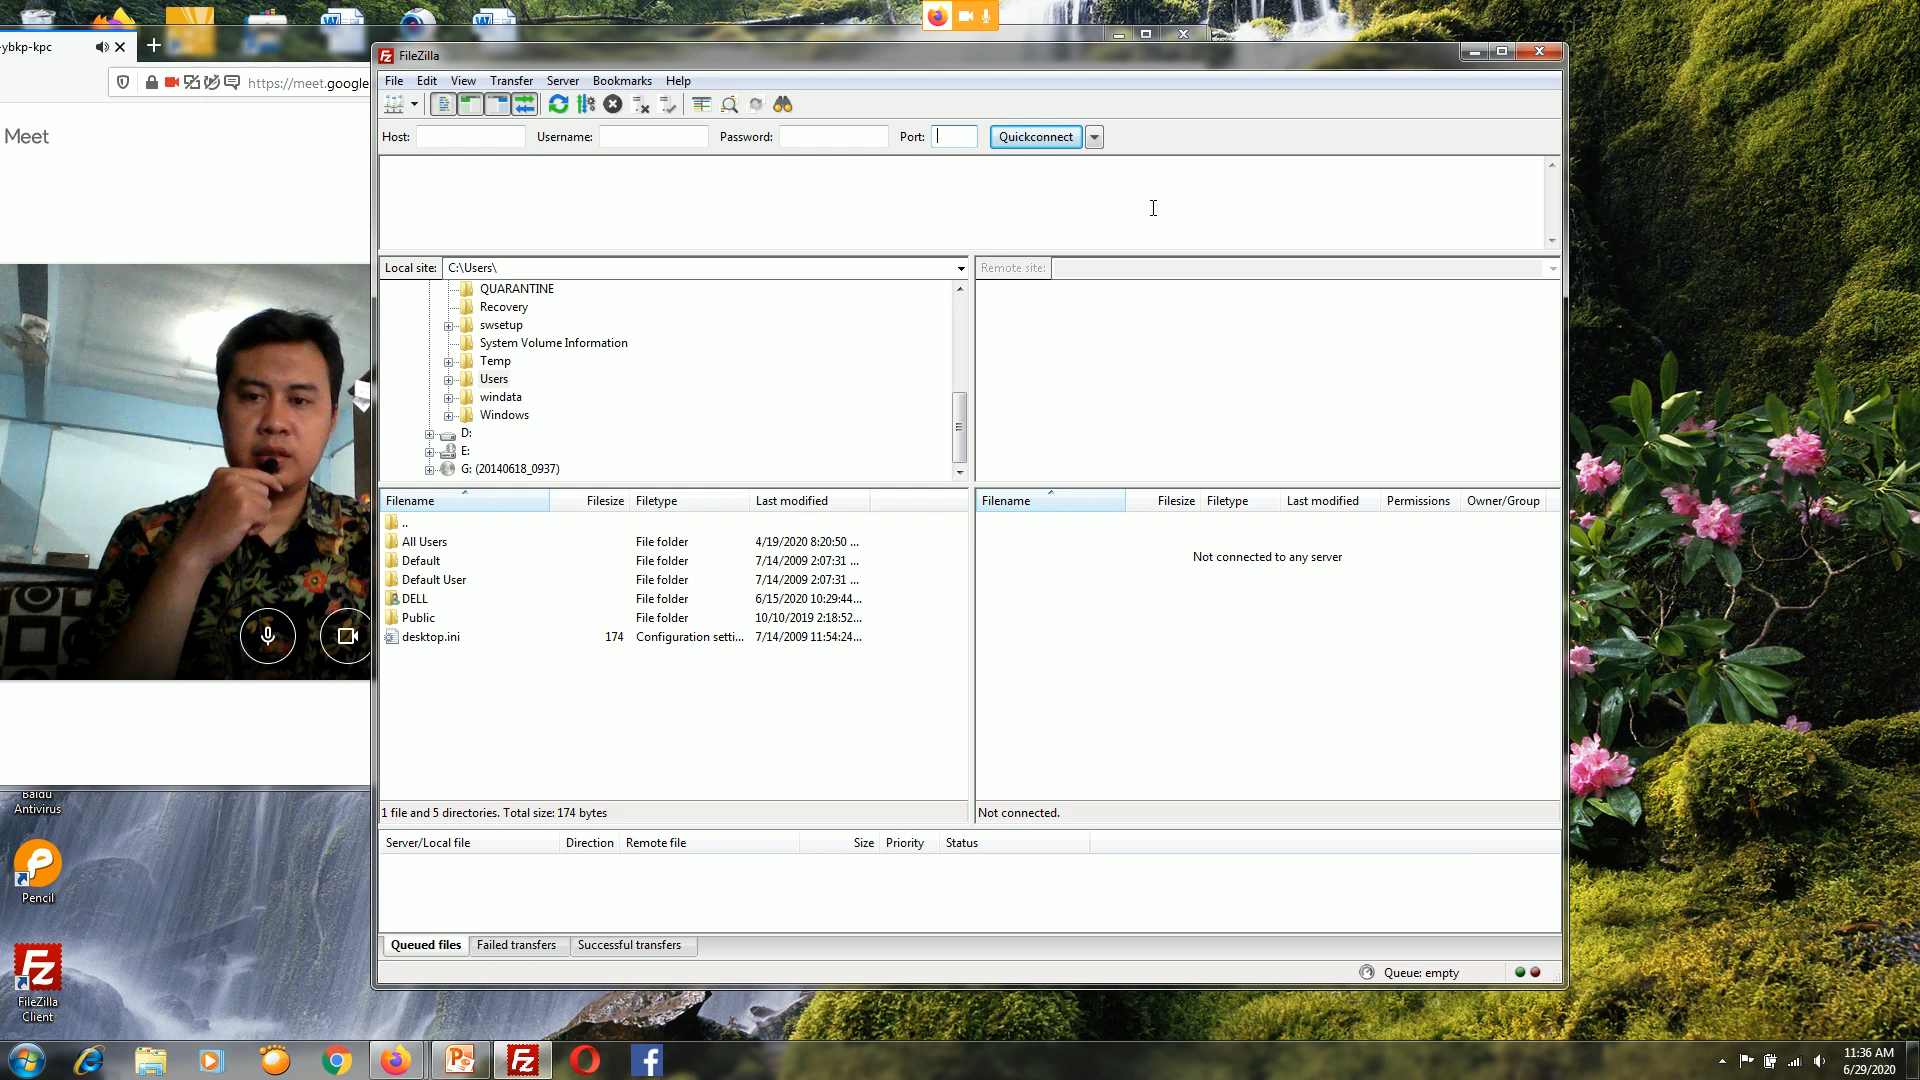 -ybkp-kpc
https://meet.google
Meet
FileZilla
File Edit View Transfer Server Bookmarks Help
Host: Username: Password: Port: Quickconnect
Local site: C:\Users\
Remote site:
QUARANTINE
Recovery
swsetup
System Volume Information
Temp
Users
windata
Windows
D:
E:
G: (20140618_0937)
Filename Filesize Filetype Last modified
..
All Users File folder 4/19/2020 8:20:50 ...
Default File folder 7/14/2009 2:07:31 ...
Default User File folder 7/14/2009 2:07:31 ...
DELL File folder 6/15/2020 10:29:44...
Public File folder 10/10/2019 2:18:52...
desktop.ini 174 Configuration setti... 7/14/2009 11:54:24...
1 file and 5 directories. Total size: 174 bytes
Filename Filesize Filetype Last modified Permissions Owner/Group
Not connected to any server
Not connected.
Server/Local file Direction Remote file Size Priority Status
Queued files Failed transfers Successful transfers
Queue: empty
Baidu
Antivirus
Pencil
FileZilla
Client
11:36 AM
6/29/2020